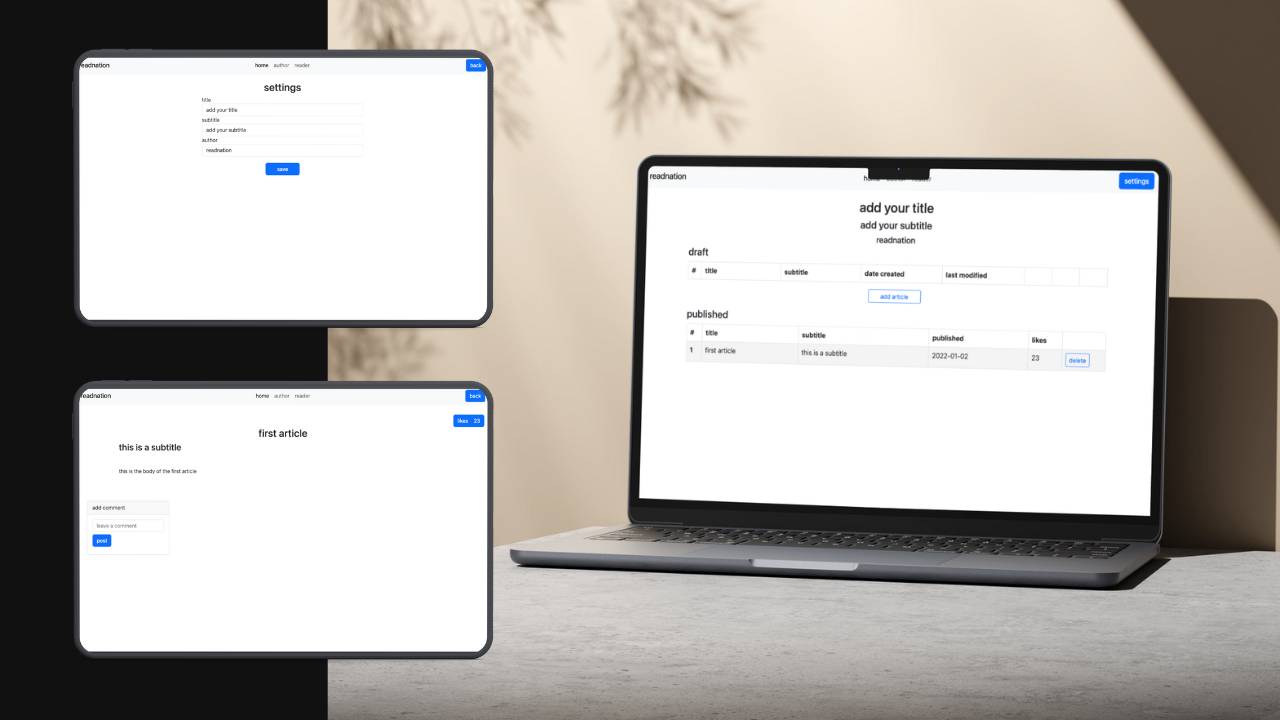 readnation home author reader back
settings
title
add your title
subtitle
add your subtitle
author
readnation
save
readnation home author reader back
likes 23
first article
this is a subtitle
this is the body of the first article
add comment
leave a comment
post
readnation
settings
add your title
add your subtitle
readnation
draft
# title subtitle date created last modified
add article
published
# title subtitle published likes
1 first article this is a subtitle 2022-01-02 23 delete